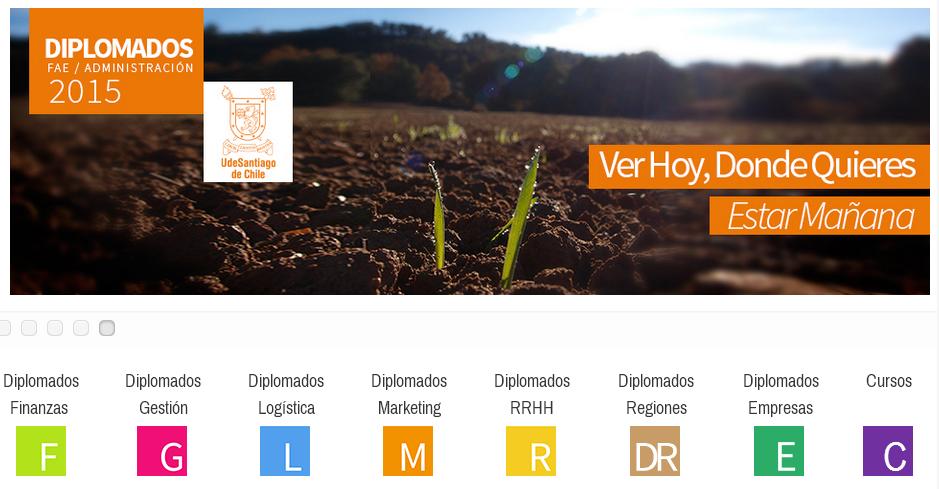 DIPLOMADOS
FAE / ADMINISTRACIÓN
2015
UdeSantiago
de Chile
Ver Hoy, Donde Quieres
Estar Mañana
Diplomados
Finanzas
F
Diplomados
Gestión
G
Diplomados
Logística
L
Diplomados
Marketing
M
Diplomados
RRHH
R
Diplomados
Regiones
DR
Diplomados
Empresas
E
Cursos
C